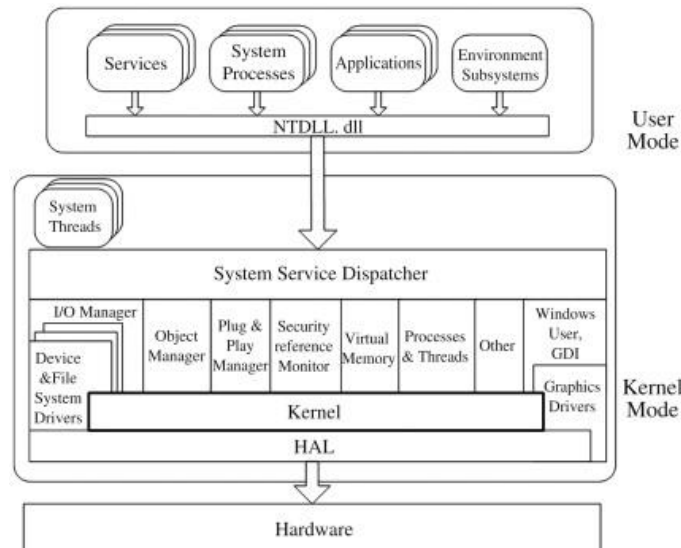 Services
System
Processes
Applications
Environment
Subsystems
NTDLL. dll
User
Mode
System
Threads
System Service Dispatcher
I/O Manager
Device
&File
System
Drivers
Object
Manager
Plug &
Play
Manager
Security
reference
Monitor
Virtual
Memory
Processes
& Threads
Other
Windows
User,
GDI
Graphics
Drivers
Kernel
Kernel
Mode
HAL
Hardware